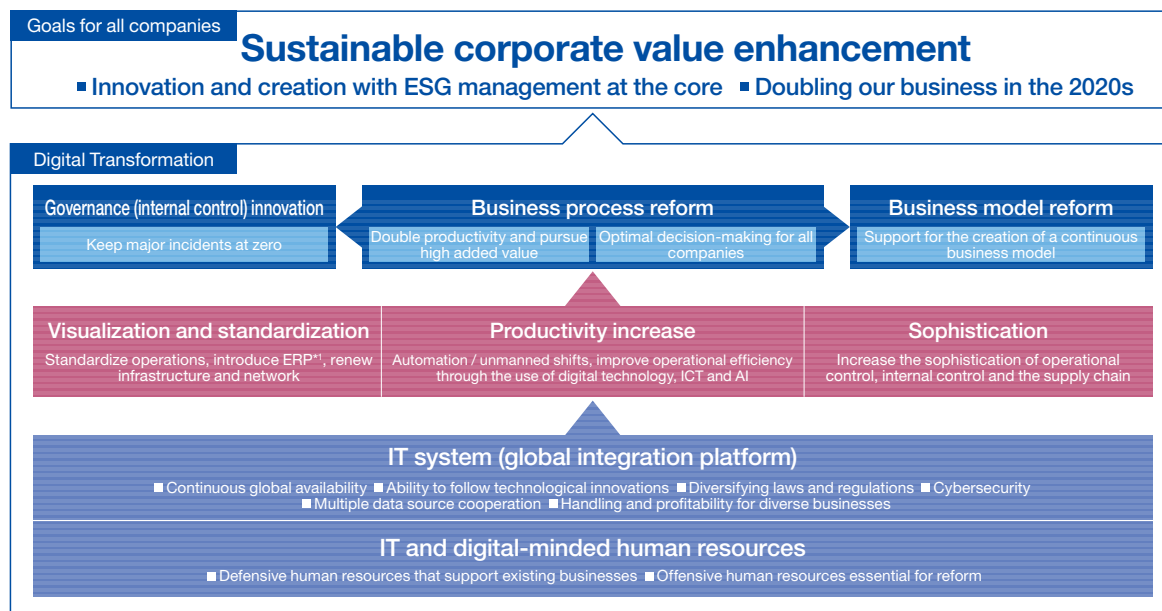 Goals for all companies
Sustainable corporate value enhancement
■ Innovation and creation with ESG management at the core ■ Doubling our business in the 2020s
Digital Transformation
Governance (internal control) innovation
Keep major incidents at zero
Business process reform
Double productivity and pursue
high added value
Optimal decision-making for all
companies
Business model reform
Support for the creation of a continuous
business model
Visualization and standardization
Standardize operations, introduce ERP*1, renew
infrastructure and network
Productivity increase
Automation / unmanned shifts, improve operational efficiency
through the use of digital technology, ICT and AI
Sophistication
Increase the sophistication of operational
control, internal control and the supply chain
IT system (global integration platform)
■ Continuous global availability ■ Ability to follow technological innovations ■ Diversifying laws and regulations ■ Cybersecurity
■ Multiple data source cooperation ■ Handling and profitability for diverse businesses
IT and digital-minded human resources
■ Defensive human resources that support existing businesses ■ Offensive human resources essential for reform